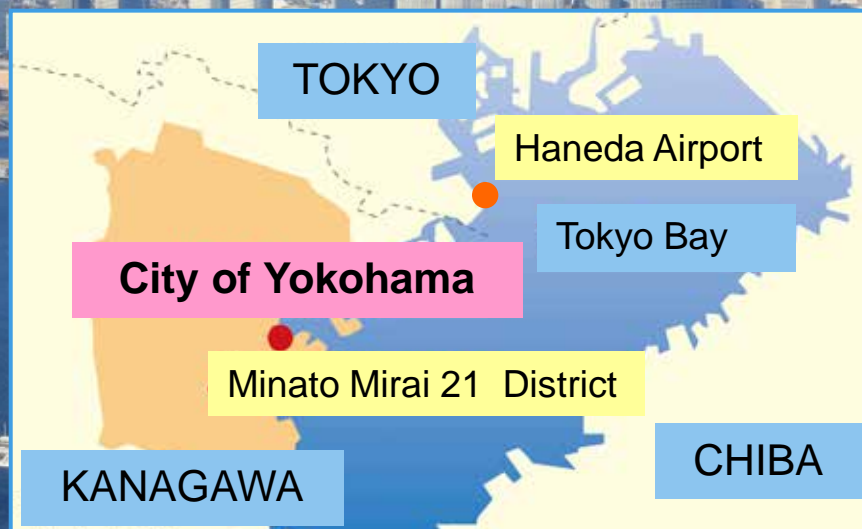 TOKYO
Haneda Airport
Tokyo Bay
City of Yokohama
Minato Mirai 21 District
CHIBA
KANAGAWA